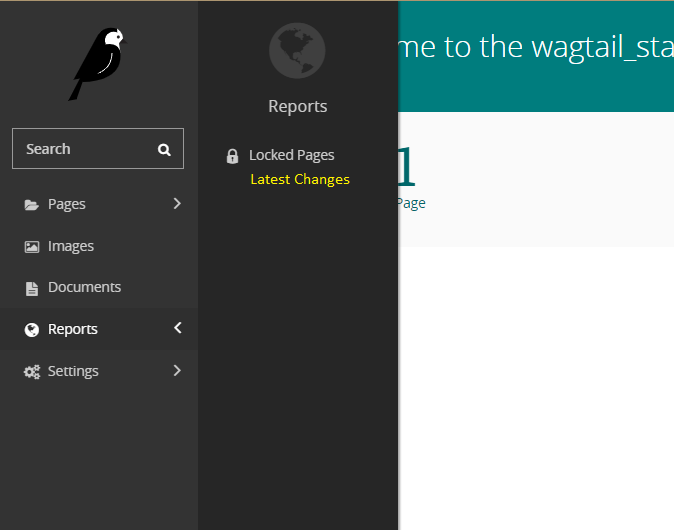 Search
Pages
Images
Documents
Reports
Settings
Reports
Locked Pages
Latest Changes
me to the wagtail_sta
1
Page